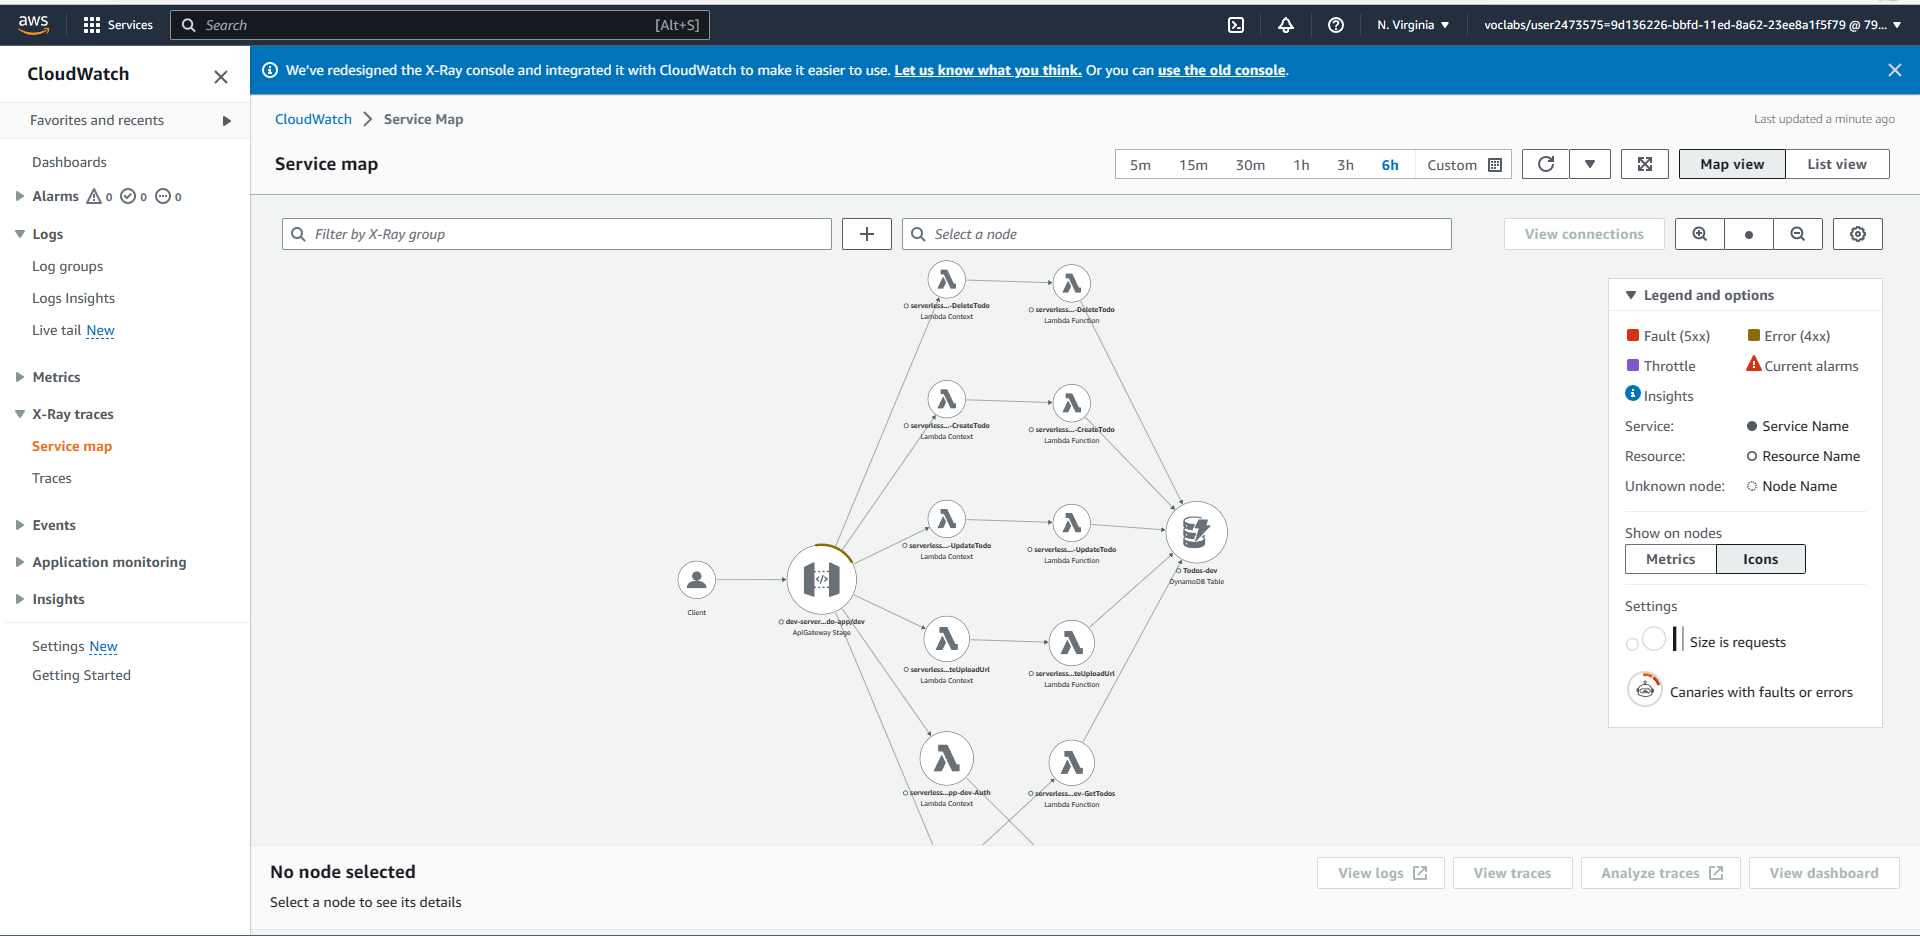 aws
Services
Search
[Alt+S]
N. Virginia
voclabs/user2473575=9d136226-bbfd-11ed-8a62-23ee8a1f5f79 @ 79...
CloudWatch
Favorites and recents
Dashboards
Alarms 0 0 0
Logs
Log groups
Logs Insights
Live tail New
Metrics
X-Ray traces
Service map
Traces
Events
Application monitoring
Insights
Settings New
Getting Started
We've redesigned the X-Ray console and integrated it with CloudWatch to make it easier to use. Let us know what you think. Or you can use the old console.
CloudWatch > Service Map
Last updated a minute ago
Service map
5m 15m 30m 1h 3h 6h Custom
Map view List view
Filter by X-Ray group
Select a node
View connections
serverless...-DeleteTodo
Lambda Context
serverless...-DeleteTodo
Lambda Function
serverless...-CreateTodo
Lambda Context
serverless...-CreateTodo
Lambda Function
serverless...-UpdateTodo
Lambda Context
serverless...-UpdateTodo
Lambda Function
Client
dev-server...do-app/dev
ApiGateway Stage
Todos-dev
DynamoDB Table
serverless...teUploadUrl
Lambda Context
serverless...teUploadUrl
Lambda Function
serverless...pp-dev-Auth
Lambda Context
serverless...ev-GetTodos
Lambda Function
Legend and options
Fault (5xx) Error (4xx)
Throttle Current alarms
Insights
Service: Service Name
Resource: Resource Name
Unknown node: Node Name
Show on nodes
Metrics Icons
Settings
Size is requests
Canaries with faults or errors
No node selected
Select a node to see its details
View logs View traces Analyze traces View dashboard